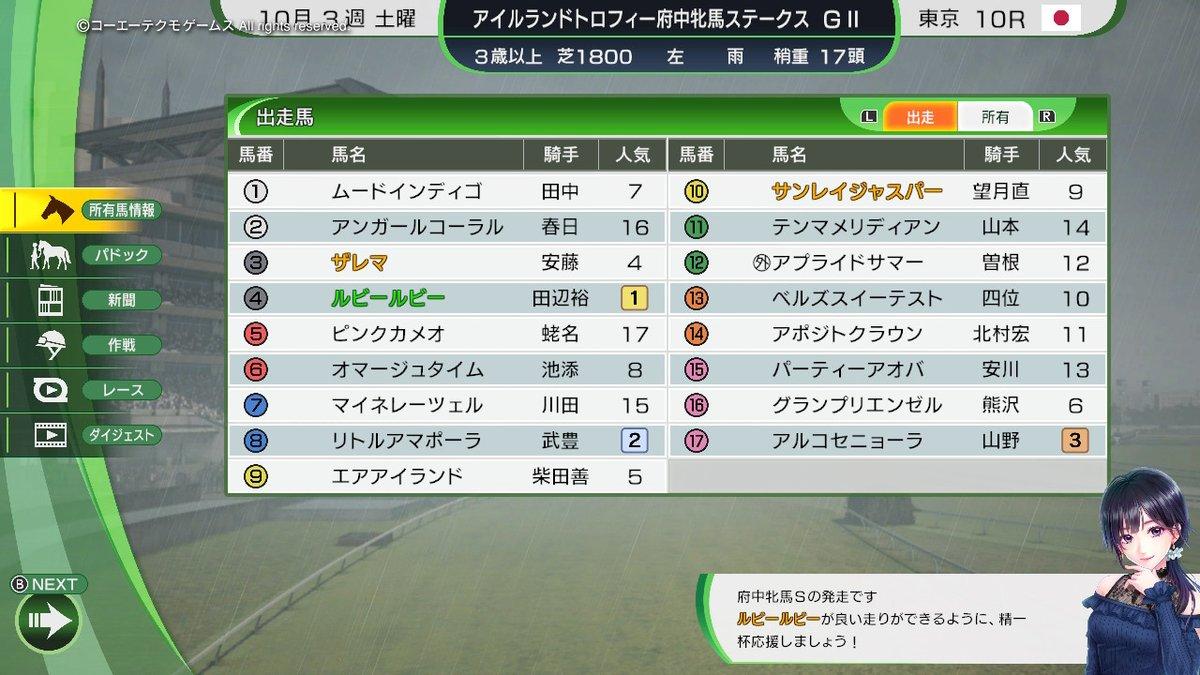 ©コーエーテクモゲームス All rights reserved.
10月 3週 土曜
アイルランドトロフィー府中牝馬ステークス GⅡ
東京 10R
3歳以上 芝1800 左 雨 稍重 17頭
出走馬
L 出走 所有 R
馬番 馬名 騎手 人気 馬番 馬名 騎手 人気
1 ムードインディゴ 田中 7 10 サンレイジャスパー 望月直 9
2 アンガールコーラル 春日 16 11 テンマメリディアン 山本 14
3 ザレマ 安藤 4 12 外アプライドサマー 曽根 12
4 ルビールビー 田辺裕 1 13 ベルズスイーテスト 四位 10
5 ピンクカメオ 蛯名 17 14 アポジトクラウン 北村宏 11
6 オマージュタイム 池添 8 15 パーティーアオバ 安川 13
7 マイネレーツェル 川田 15 16 グランプリエンゼル 熊沢 6
8 リトルアマポーラ 武豊 2 17 アルコセニョーラ 山野 3
9 エアアイランド 柴田善 5
所有馬情報
パドック
新聞
作戦
レース
ダイジェスト
B NEXT
府中牝馬Sの発走です
ルビールビーが良い走りができるように、精一
杯応援しましょう！